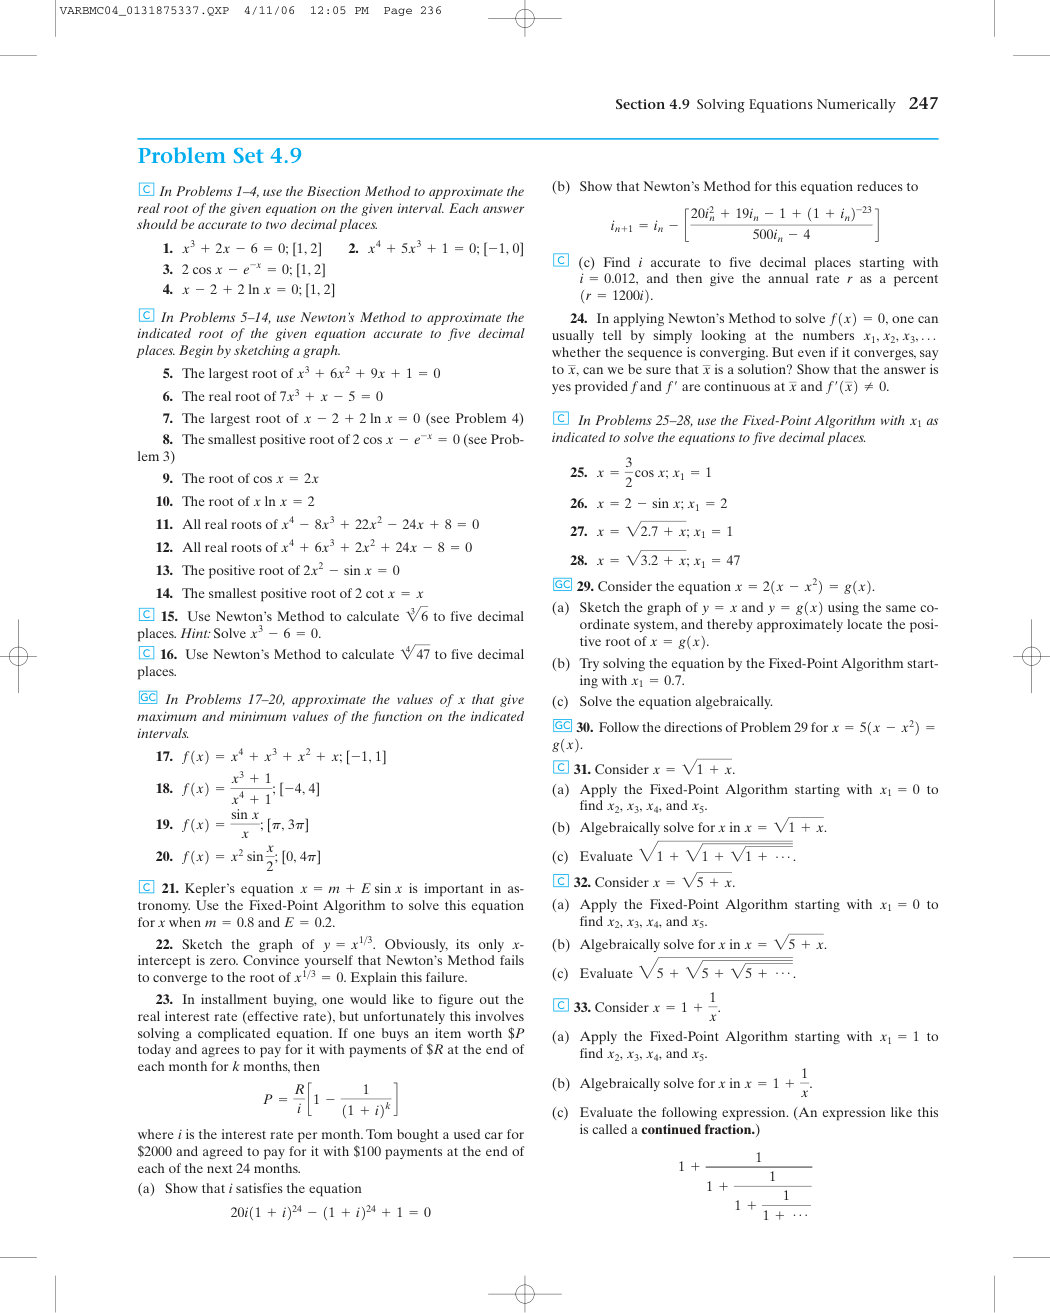 VARBMC04_0131875337.QXP 4/11/06 12:05 PM Page 236
Section 4.9 Solving Equations Numerically 247
Problem Set 4.9
C In Problems 1–4, use the Bisection Method to approximate the
real root of the given equation on the given interval. Each answer
should be accurate to two decimal places.
1. x³ + 2x − 6 = 0; [1, 2] 2. x⁴ + 5x³ + 1 = 0; [−1, 0]
3. 2 cos x − e⁻ˣ = 0; [1, 2]
4. x − 2 + 2 ln x = 0; [1, 2]
C In Problems 5–14, use Newton's Method to approximate the
indicated root of the given equation accurate to five decimal
places. Begin by sketching a graph.
5. The largest root of x³ + 6x² + 9x + 1 = 0
6. The real root of 7x³ + x − 5 = 0
7. The largest root of x − 2 + 2 ln x = 0 (see Problem 4)
8. The smallest positive root of 2 cos x − e⁻ˣ = 0 (see Prob-
lem 3)
9. The root of cos x = 2x
10. The root of x ln x = 2
11. All real roots of x⁴ − 8x³ + 22x² − 24x + 8 = 0
12. All real roots of x⁴ + 6x³ + 2x² + 24x − 8 = 0
13. The positive root of 2x² − sin x = 0
14. The smallest positive root of 2 cot x = x
C 15. Use Newton's Method to calculate ∛6 to five decimal
places. Hint: Solve x³ − 6 = 0.
C 16. Use Newton's Method to calculate ∜47 to five decimal
places.
GC In Problems 17–20, approximate the values of x that give
maximum and minimum values of the function on the indicated
intervals.
17. f(x) = x⁴ + x³ + x² + x; [−1, 1]
18. f(x) = (x³ + 1)/(x⁴ + 1); [−4, 4]
19. f(x) = (sin x)/x; [π, 3π]
20. f(x) = x² sin x/2; [0, 4π]
C 21. Kepler's equation x = m + E sin x is important in as-
tronomy. Use the Fixed-Point Algorithm to solve this equation
for x when m = 0.8 and E = 0.2.
22. Sketch the graph of y = x^(1/3). Obviously, its only x-
intercept is zero. Convince yourself that Newton's Method fails
to converge to the root of x^(1/3) = 0. Explain this failure.
23. In installment buying, one would like to figure out the
real interest rate (effective rate), but unfortunately this involves
solving a complicated equation. If one buys an item worth $P
today and agrees to pay for it with payments of $R at the end of
each month for k months, then
P = R/i [1 − 1/(1 + i)^k]
where i is the interest rate per month. Tom bought a used car for
$2000 and agreed to pay for it with $100 payments at the end of
each of the next 24 months.
(a) Show that i satisfies the equation
20i(1 + i)²⁴ − (1 + i)²⁴ + 1 = 0
(b) Show that Newton's Method for this equation reduces to
iₙ₊₁ = iₙ − [(20iₙ² + 19iₙ − 1 + (1 + iₙ)⁻²³)/(500iₙ − 4)]
C (c) Find i accurate to five decimal places starting with
i = 0.012, and then give the annual rate r as a percent
(r = 1200i).
24. In applying Newton's Method to solve f(x) = 0, one can
usually tell by simply looking at the numbers x₁, x₂, x₃, …
whether the sequence is converging. But even if it converges, say
to x̅, can we be sure that x̅ is a solution? Show that the answer is
yes provided f and f′ are continuous at x̅ and f′(x̅) ≠ 0.
C In Problems 25–28, use the Fixed-Point Algorithm with x₁ as
indicated to solve the equations to five decimal places.
25. x = 3/2 cos x; x₁ = 1
26. x = 2 − sin x; x₁ = 2
27. x = √(2.7 + x); x₁ = 1
28. x = √(3.2 + x); x₁ = 47
GC 29. Consider the equation x = 2(x − x²) = g(x).
(a) Sketch the graph of y = x and y = g(x) using the same co-
ordinate system, and thereby approximately locate the posi-
tive root of x = g(x).
(b) Try solving the equation by the Fixed-Point Algorithm start-
ing with x₁ = 0.7.
(c) Solve the equation algebraically.
GC 30. Follow the directions of Problem 29 for x = 5(x − x²) =
g(x).
C 31. Consider x = √(1 + x).
(a) Apply the Fixed-Point Algorithm starting with x₁ = 0 to
find x₂, x₃, x₄, and x₅.
(b) Algebraically solve for x in x = √(1 + x).
(c) Evaluate √(1 + √(1 + √(1 + ⋯))).
C 32. Consider x = √(5 + x).
(a) Apply the Fixed-Point Algorithm starting with x₁ = 0 to
find x₂, x₃, x₄, and x₅.
(b) Algebraically solve for x in x = √(5 + x).
(c) Evaluate √(5 + √(5 + √(5 + ⋯))).
C 33. Consider x = 1 + 1/x.
(a) Apply the Fixed-Point Algorithm starting with x₁ = 1 to
find x₂, x₃, x₄, and x₅.
(b) Algebraically solve for x in x = 1 + 1/x.
(c) Evaluate the following expression. (An expression like this
is called a continued fraction.)
1 + 1/(1 + 1/(1 + 1/(1 + ⋯)))